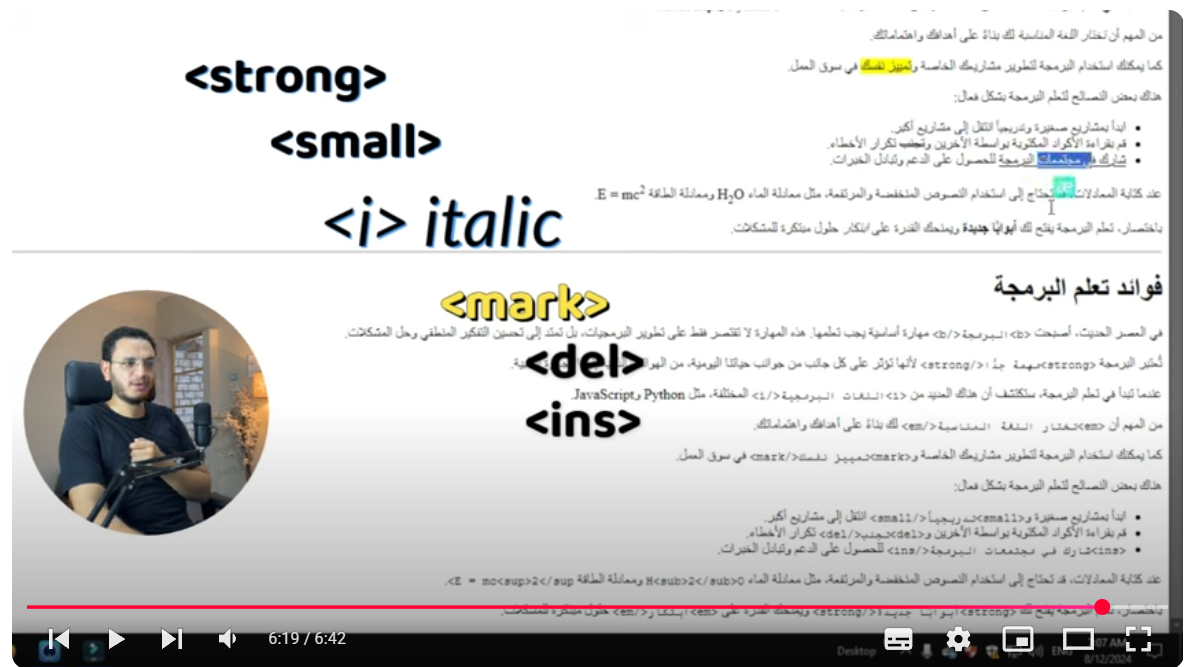 من المهم أن تختار اللغة المناسبة لك بناءً على أهدافك واهتماماتك.
كما يمكنك استخدام البرمجة لتطوير مشاريعك الخاصة وتمييز نفسك في سوق العمل.
هناك بعض النصائح لتعلم البرمجة بشكل فعال:
ابدأ بمشاريع صغيرة وتدريجياً انتقل إلى مشاريع أكبر.
قم بقراءة الأكواد المكتوبة بواسطة الآخرين وتجنب تكرار الأخطاء.
شارك في مجتمعات البرمجة للحصول على الدعم وتبادل الخبرات.
عند كتابة المعادلات، تحتاج إلى استخدام النصوص المنخفضة والمرتفعة، مثل معادلة الماء H₂O ومعادلة الطاقة E = mc².
باختصار، تعلم البرمجة يفتح لك أبوابًا جديدة ويمنحك القدرة على ابتكار حلول مبتكرة للمشكلات.
<strong>
<small>
<i> italic
<mark>
<del>
<ins>
فوائد تعلم البرمجة
في العصر الحديث، أصبحت <b>البرمجة</b> مهارة أساسية يجب تعلمها. هذه المهارة لا تقتصر فقط على تطوير البرمجيات، بل تمتد إلى تحسين التفكير المنطقي وحل المشكلات.
تُعتبر البرمجة <strong>مهمة جدًا</strong> لأنها تؤثر على كل جانب من جوانب حياتنا اليومية، من
عندما تبدأ في تعلم البرمجة، ستكتشف أن هناك العديد من <i>اللغات البرمجية</i> المختلفة، مثل Python وJavaScript.
من المهم أن <em>تختار اللغة المناسبة</em> لك بناءً على أهدافك واهتماماتك.
كما يمكنك استخدام البرمجة لتطوير مشاريعك الخاصة و<mark>تمييز نفسك</mark> في سوق العمل.
هناك بعض النصائح لتعلم البرمجة بشكل فعال:
ابدأ بمشاريع صغيرة و<small>تدريجياً</small> انتقل إلى مشاريع أكبر.
قم بقراءة الأكواد المكتوبة بواسطة الآخرين و<del>تجنب</del> تكرار الأخطاء.
<ins>شارك في مجتمعات البرمجة</ins> للحصول على الدعم وتبادل الخبرات.
عند كتابة المعادلات، قد تحتاج إلى استخدام النصوص المنخفضة والمرتفعة، مثل معادلة الماء H<sub>2</sub>O ومعادلة الطاقة E = mc<sup>2</sup>.
باختصار، تعلم البرمجة يفتح لك <strong>أبوابًا جديدة</strong> ويمنحك القدرة على <em>ابتكار</em> حلول مبتكرة للمشكلات.
6:19 / 6:42
Desktop
ENG
:07 AM
8/12/2024